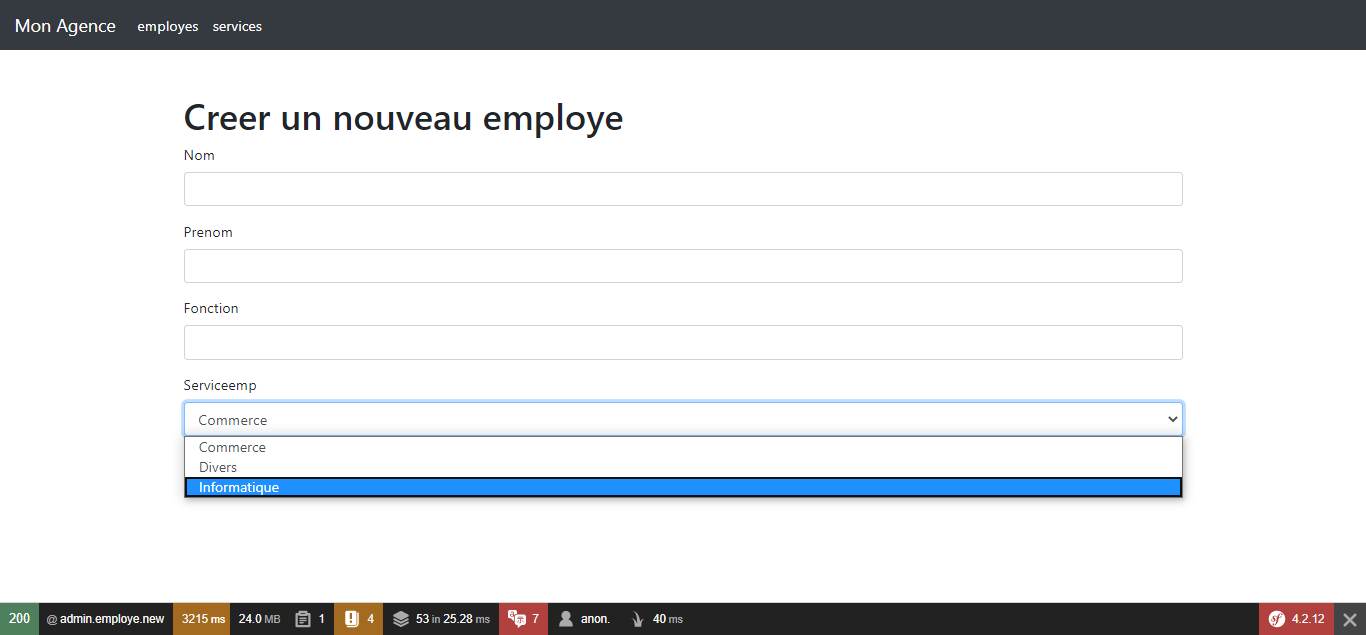 Mon Agence employes services
Creer un nouveau employe
Nom
Prenom
Fonction
Serviceemp
Commerce
Commerce
Divers
Informatique
200 @ admin.employe.new 3215 ms 24.0 MB 1 4 53 in 25.28 ms 7 anon. 40 ms 4.2.12